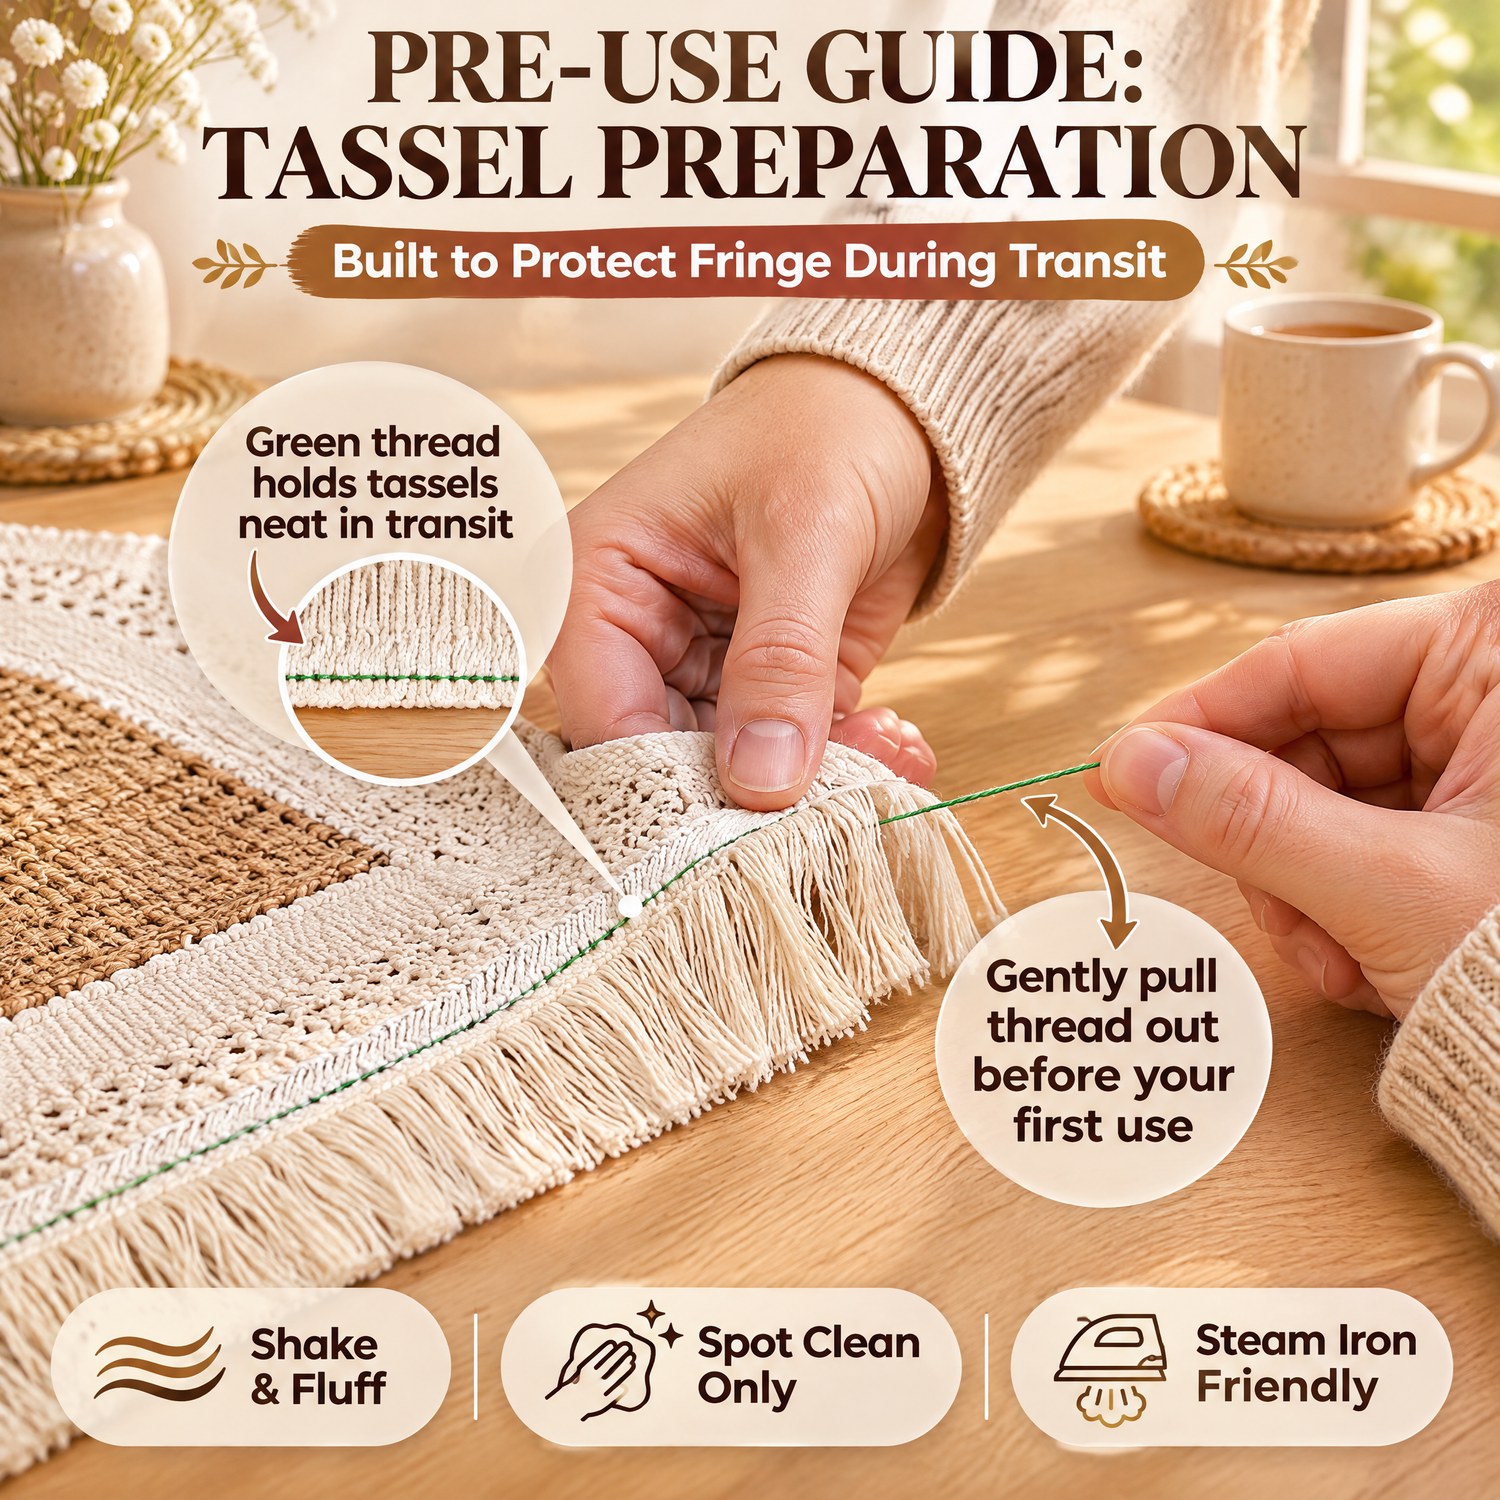 PRE-USE GUIDE:
TASSEL PREPARATION
Built to Protect Fringe During Transit
Green thread
holds tassels
neat in transit
Gently pull
thread out
before your
first use
Shake
& Fluff
Spot Clean
Only
Steam Iron
Friendly